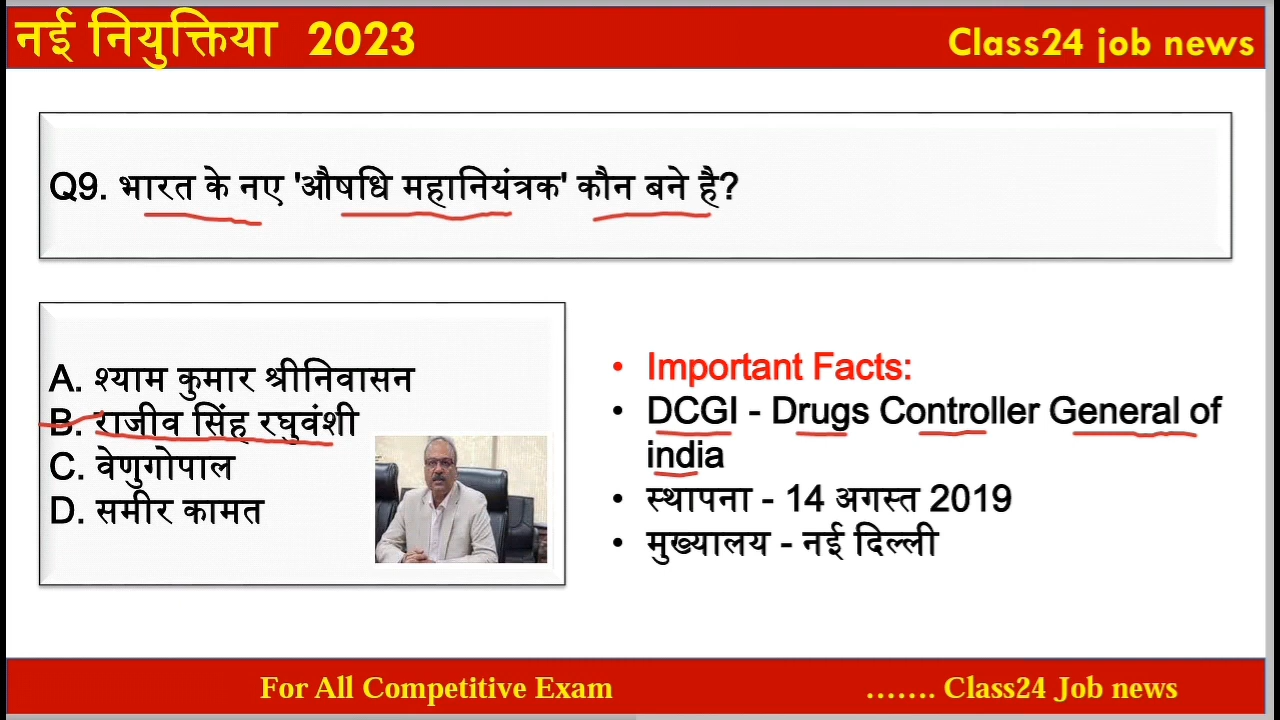 नई नियुक्तिया 2023
Class24 job news
Q9. भारत के नए 'औषधि महानियंत्रक' कौन बने है?
A. श्याम कुमार श्रीनिवासन
B. राजीव सिंह रघुवंशी
C. वेणुगोपाल
D. समीर कामत
• Important Facts:
• DCGI - Drugs Controller General of
india
• स्थापना - 14 अगस्त 2019
• मुख्यालय - नई दिल्ली
For All Competitive Exam
....... Class24 Job news